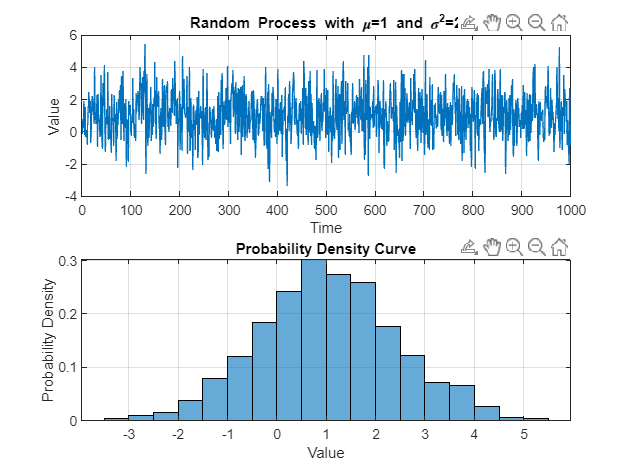 Random Process with μ=1 and σ²=2
6
4
2
0
-2
-4
Value
0 100 200 300 400 500 600 700 800 900 1000
Time
Probability Density Curve
0.3
0.2
0.1
0
Probability Density
-3 -2 -1 0 1 2 3 4 5
Value